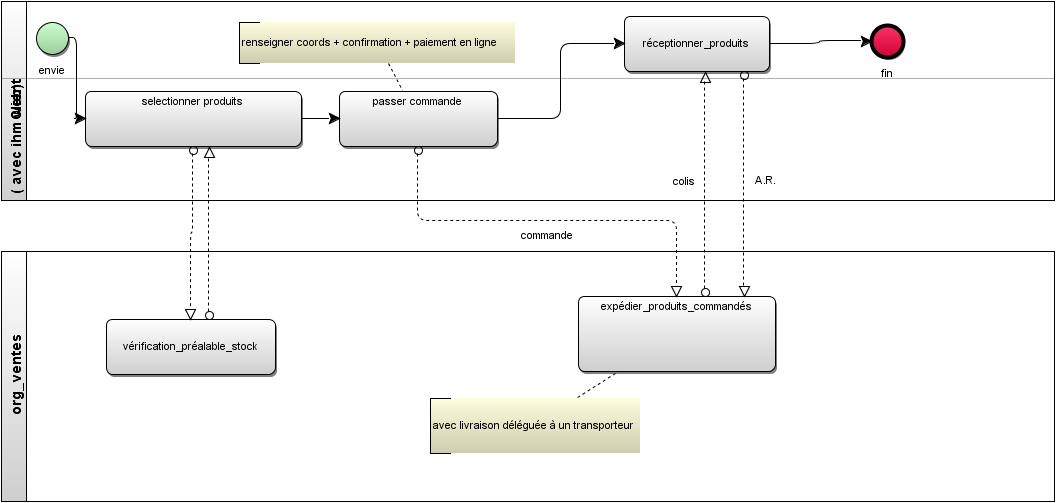 renseigner coords + confirmation + paiement en ligne
réceptionner_produits
envie
fin
( avec ihm
selectionner produits
passer commande
colis
A.R.
commande
org_ventes
expédier_produits_commandés
vérification_préalable_stock
avec livraison déléguée à un transporteur